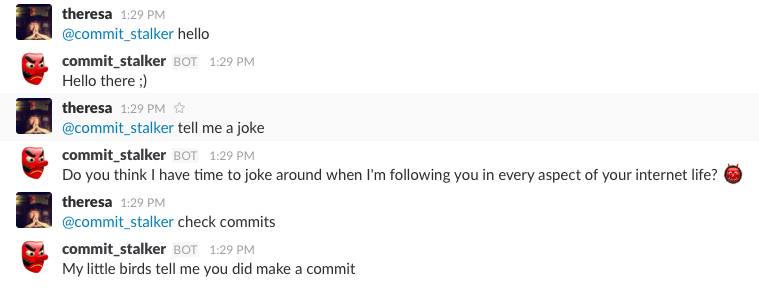 theresa 1:29 PM
@commit_stalker hello
commit_stalker BOT 1:29 PM
Hello there ;)
theresa 1:29 PM
@commit_stalker tell me a joke
commit_stalker BOT 1:29 PM
Do you think I have time to joke around when I'm following you in every aspect of your internet life?
theresa 1:29 PM
@commit_stalker check commits
commit_stalker BOT 1:29 PM
My little birds tell me you did make a commit